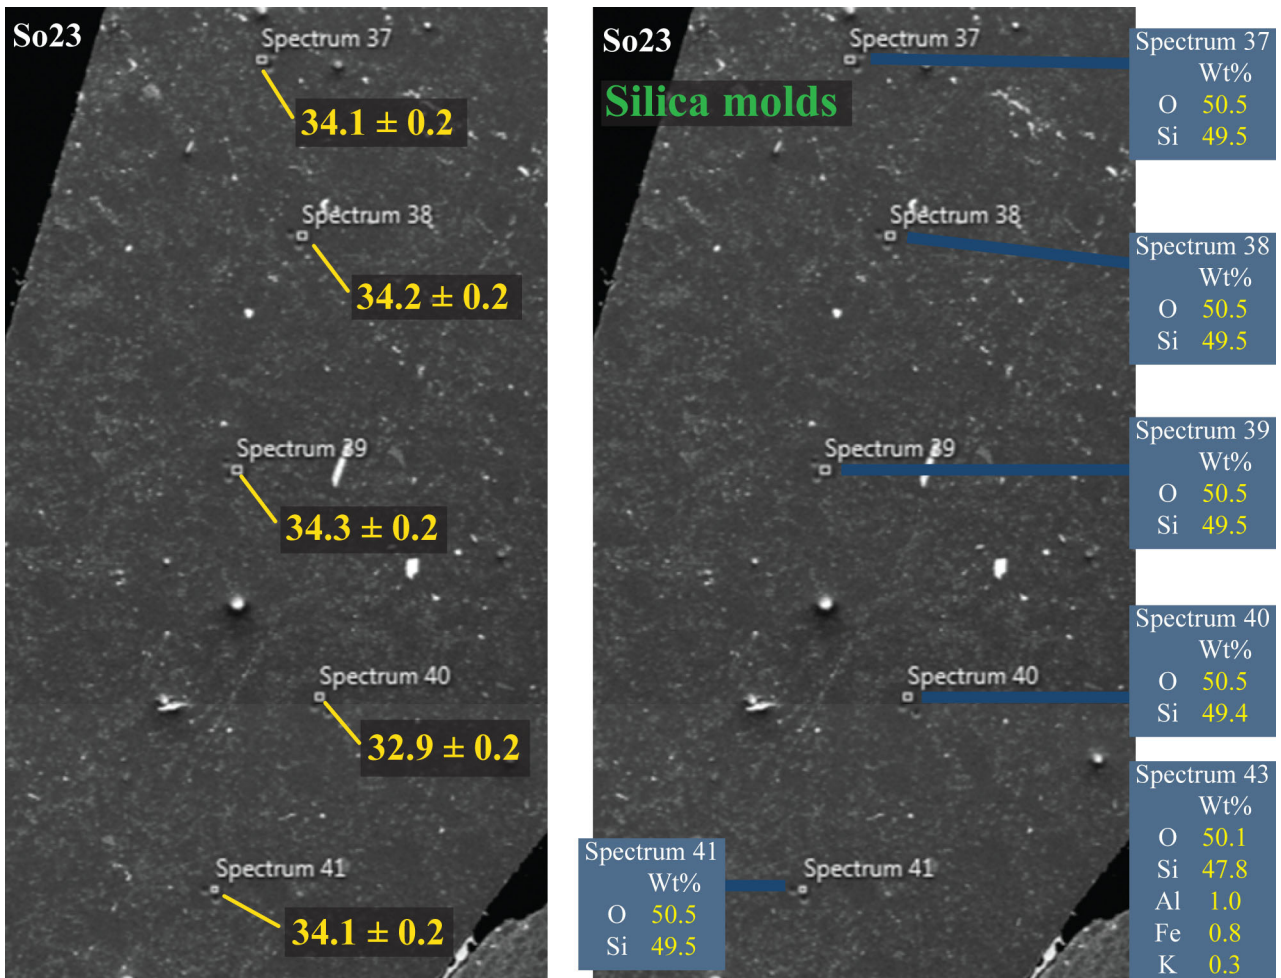 So23
Spectrum 37
34.1 ± 0.2
Spectrum 38
34.2 ± 0.2
Spectrum 39
34.3 ± 0.2
Spectrum 40
32.9 ± 0.2
Spectrum 41
34.1 ± 0.2
So23
Silica molds
Spectrum 37
Spectrum 38
Spectrum 39
Spectrum 40
Spectrum 41
Spectrum 37
Wt%
O 50.5
Si 49.5
Spectrum 38
Wt%
O 50.5
Si 49.5
Spectrum 39
Wt%
O 50.5
Si 49.5
Spectrum 40
Wt%
O 50.5
Si 49.4
Spectrum 41
Wt%
O 50.5
Si 49.5
Spectrum 43
Wt%
O 50.1
Si 47.8
Al 1.0
Fe 0.8
K 0.3